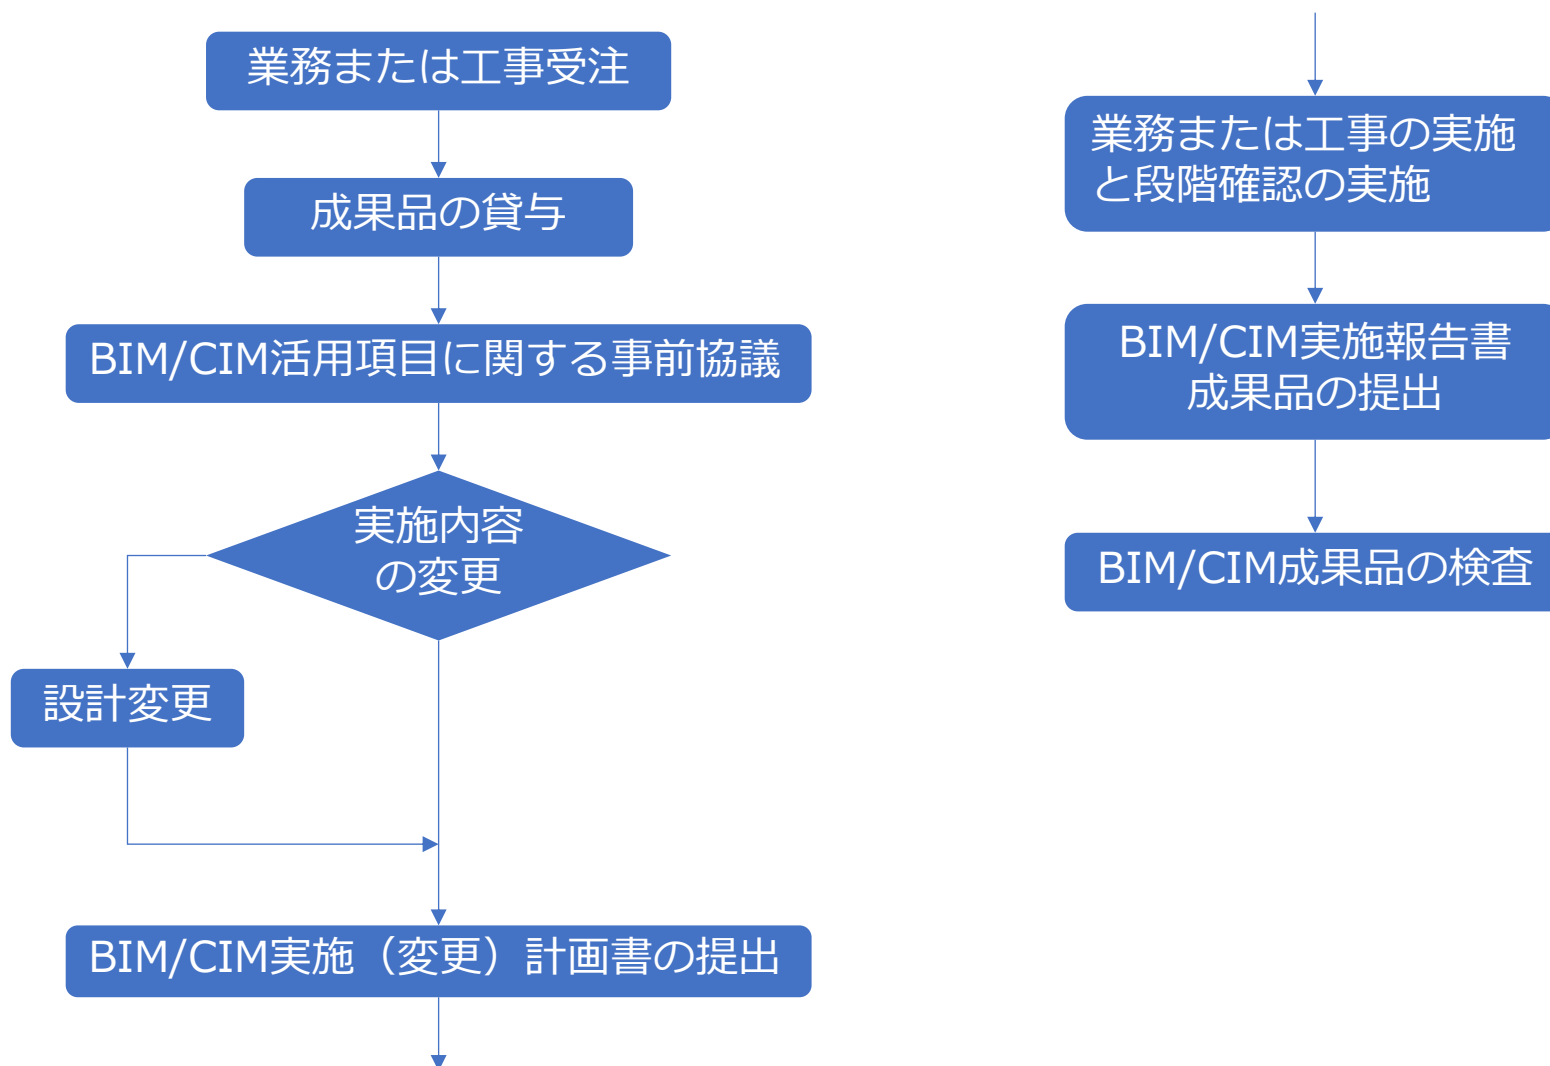 業務または工事受注
成果品の貸与
BIM/CIM活用項目に関する事前協議
実施内容
の変更
設計変更
BIM/CIM実施（変更）計画書の提出
業務または工事の実施
と段階確認の実施
BIM/CIM実施報告書
成果品の提出
BIM/CIM成果品の検査